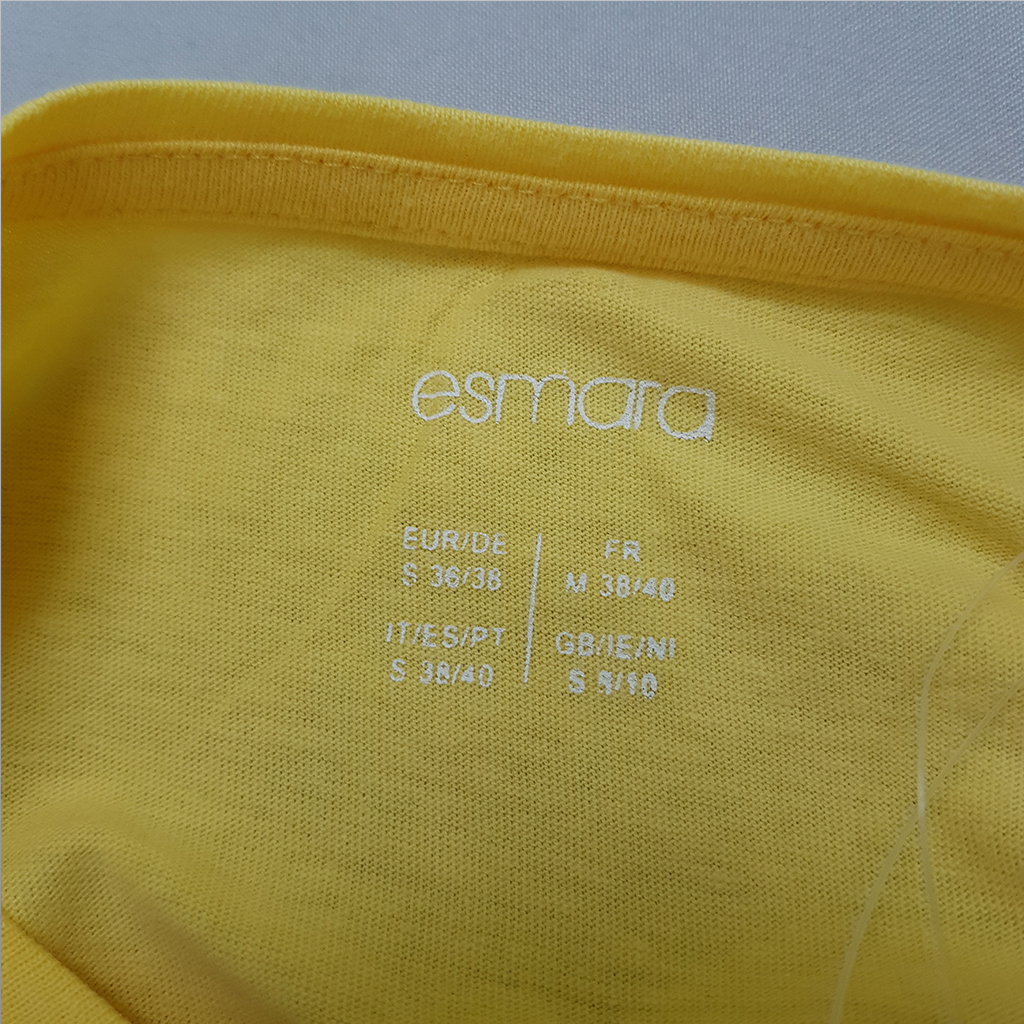 esmara
EUR/DE
S 36/38
FR
M 38/40
IT/ES/PT
S 38/40
GB/IE/NI
S 8/10